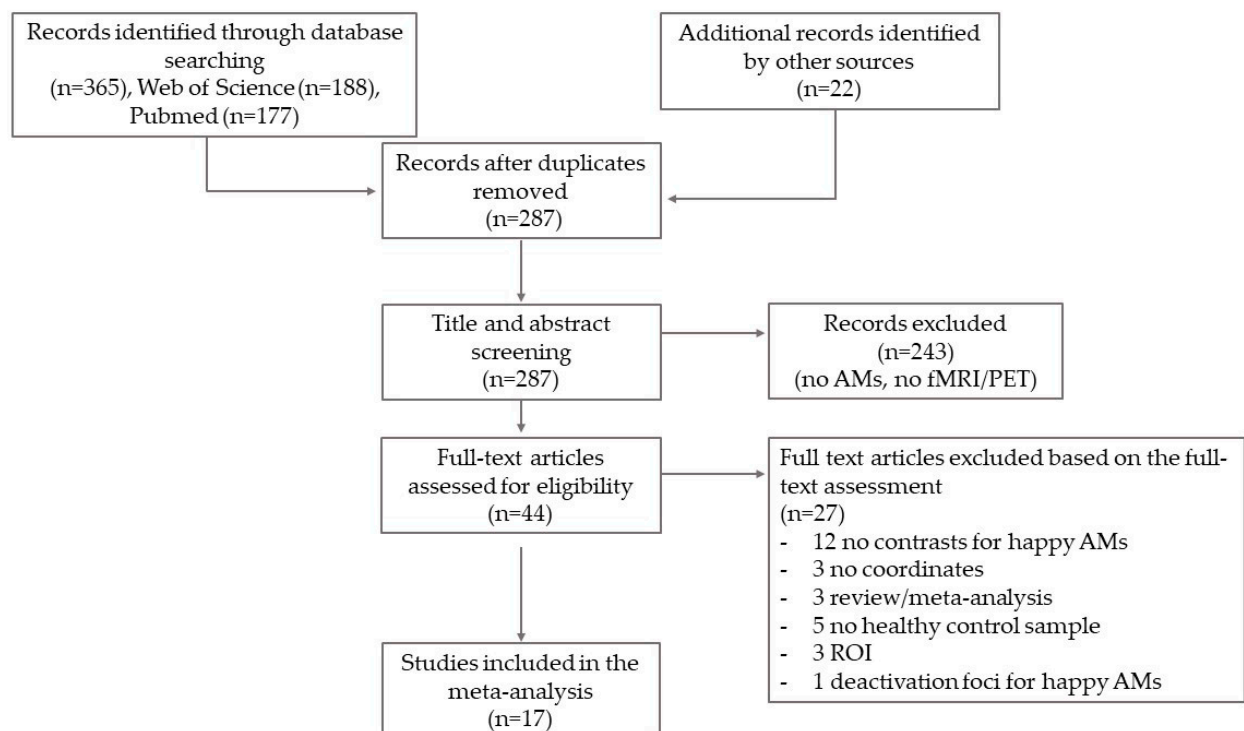 Records identified through database
searching
(n=365), Web of Science (n=188),
Pubmed (n=177)
Additional records identified
by other sources
(n=22)
Records after duplicates
removed
(n=287)
Title and abstract
screening
(n=287)
Records excluded
(n=243)
(no AMs, no fMRI/PET)
Full-text articles
assessed for eligibility
(n=44)
Full text articles excluded based on the full-
text assessment
(n=27)
- 12 no contrasts for happy AMs
- 3 no coordinates
- 3 review/meta-analysis
- 5 no healthy control sample
- 3 ROI
- 1 deactivation foci for happy AMs
Studies included in the
meta-analysis
(n=17)